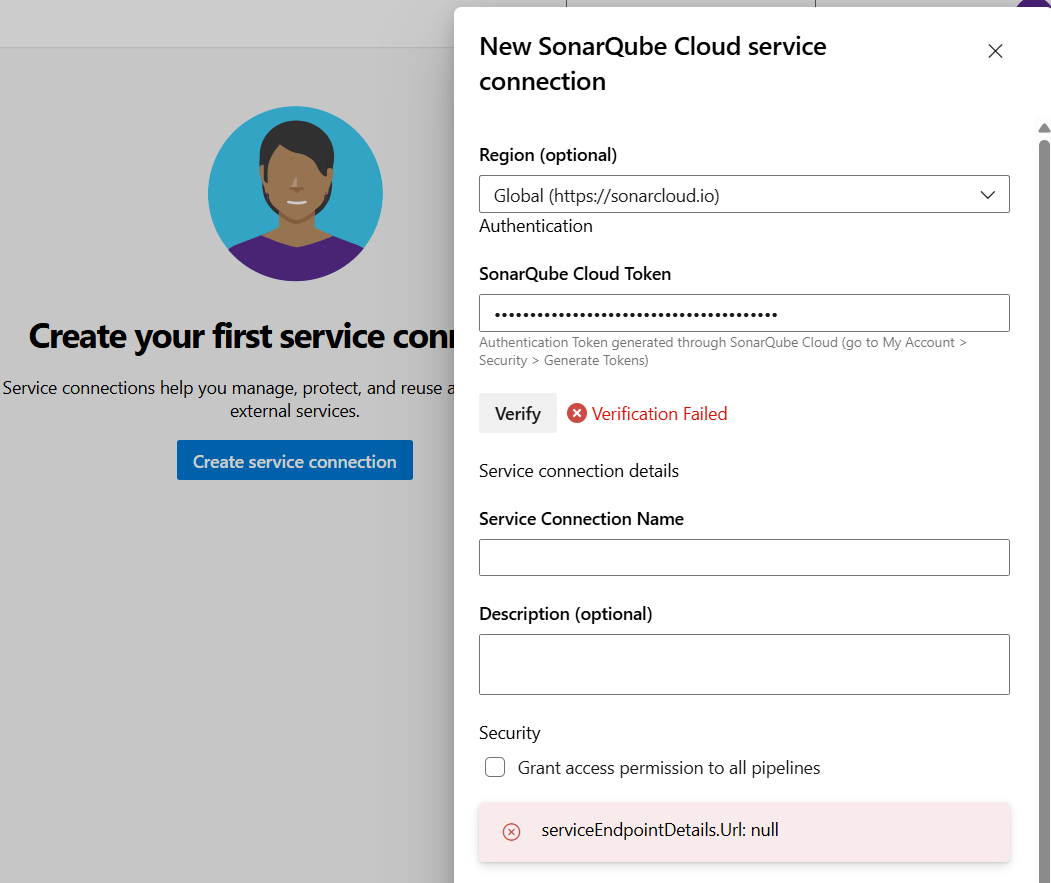 New SonarQube Cloud service
connection
Region (optional)
Global (https://sonarcloud.io)
Authentication
SonarQube Cloud Token
•••••••••••••••••••••••••••••••••••••••••
Authentication Token generated through SonarQube Cloud (go to My Account >
Security > Generate Tokens)
Verify
Verification Failed
Service connection details
Service Connection Name
Description (optional)
Security
Grant access permission to all pipelines
serviceEndpointDetails.Url: null
Create your first service conn
Service connections help you manage, protect, and reuse a
external services.
Create service connection